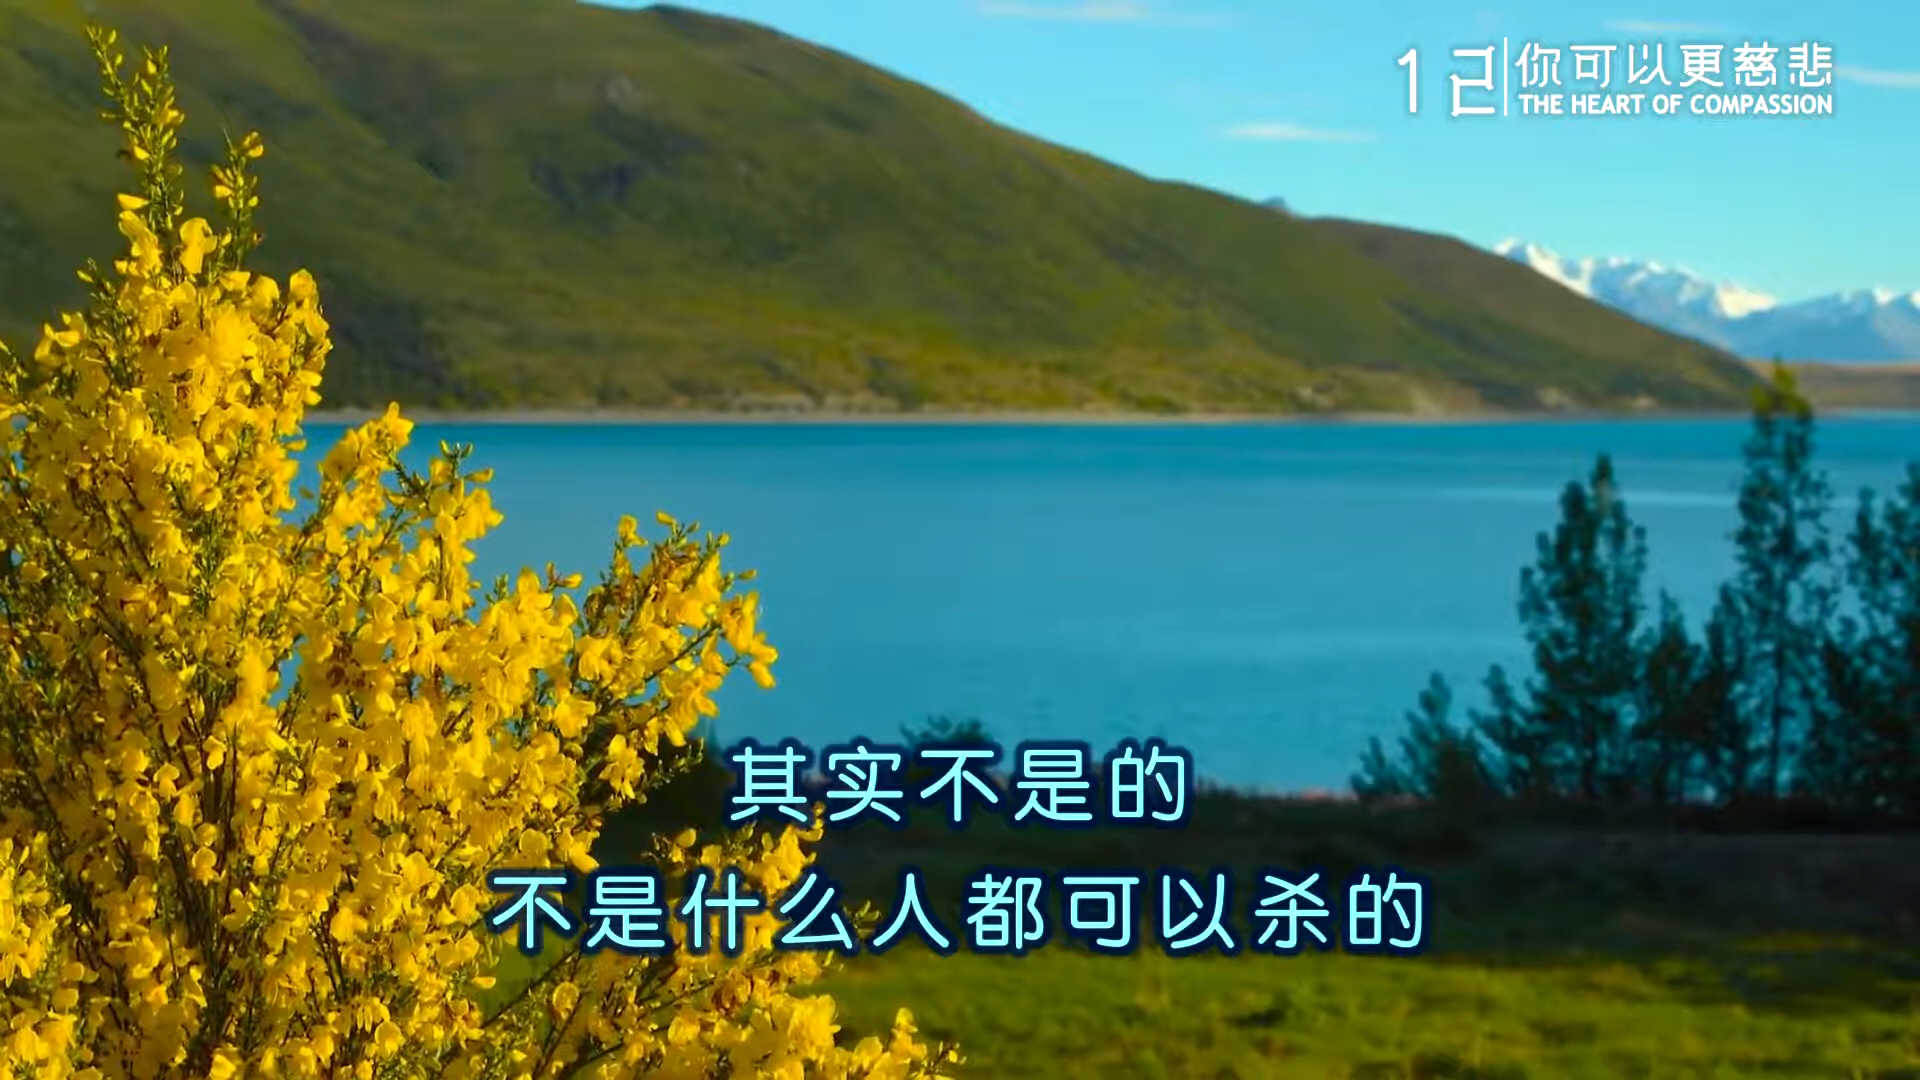 12 你可以更慈悲
THE HEART OF COMPASSION
其实不是的
不是什么人都可以杀的